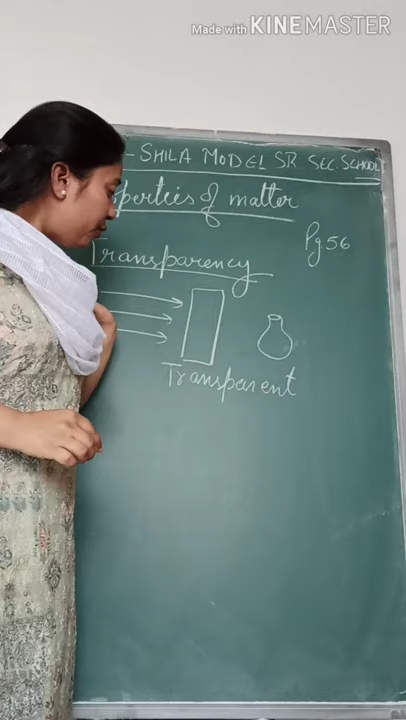 Made with KINEMASTER
- SHILA MODEL SR SEC. SCHOOL
perties of matter
Pg 56
Transparency
Transparent